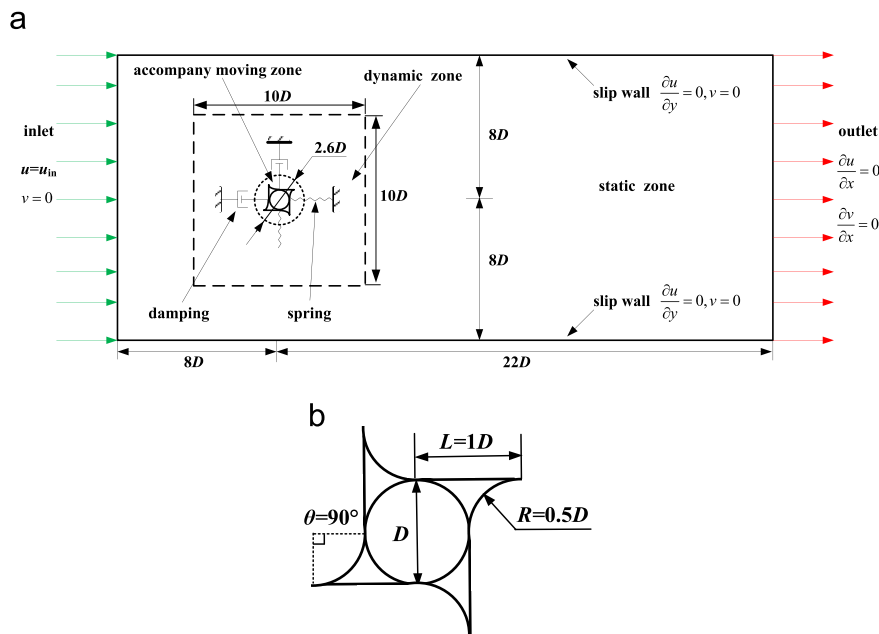 a
accompany moving zone
dynamic zone
10D
slip wall ∂u/∂y=0, v=0
inlet
u=u_in
v=0
2.6D
8D
10D
static zone
outlet
∂u/∂x=0
∂v/∂x=0
8D
damping
spring
slip wall ∂u/∂y=0, v=0
8D
22D
b
L=1D
θ=90°
D
R=0.5D